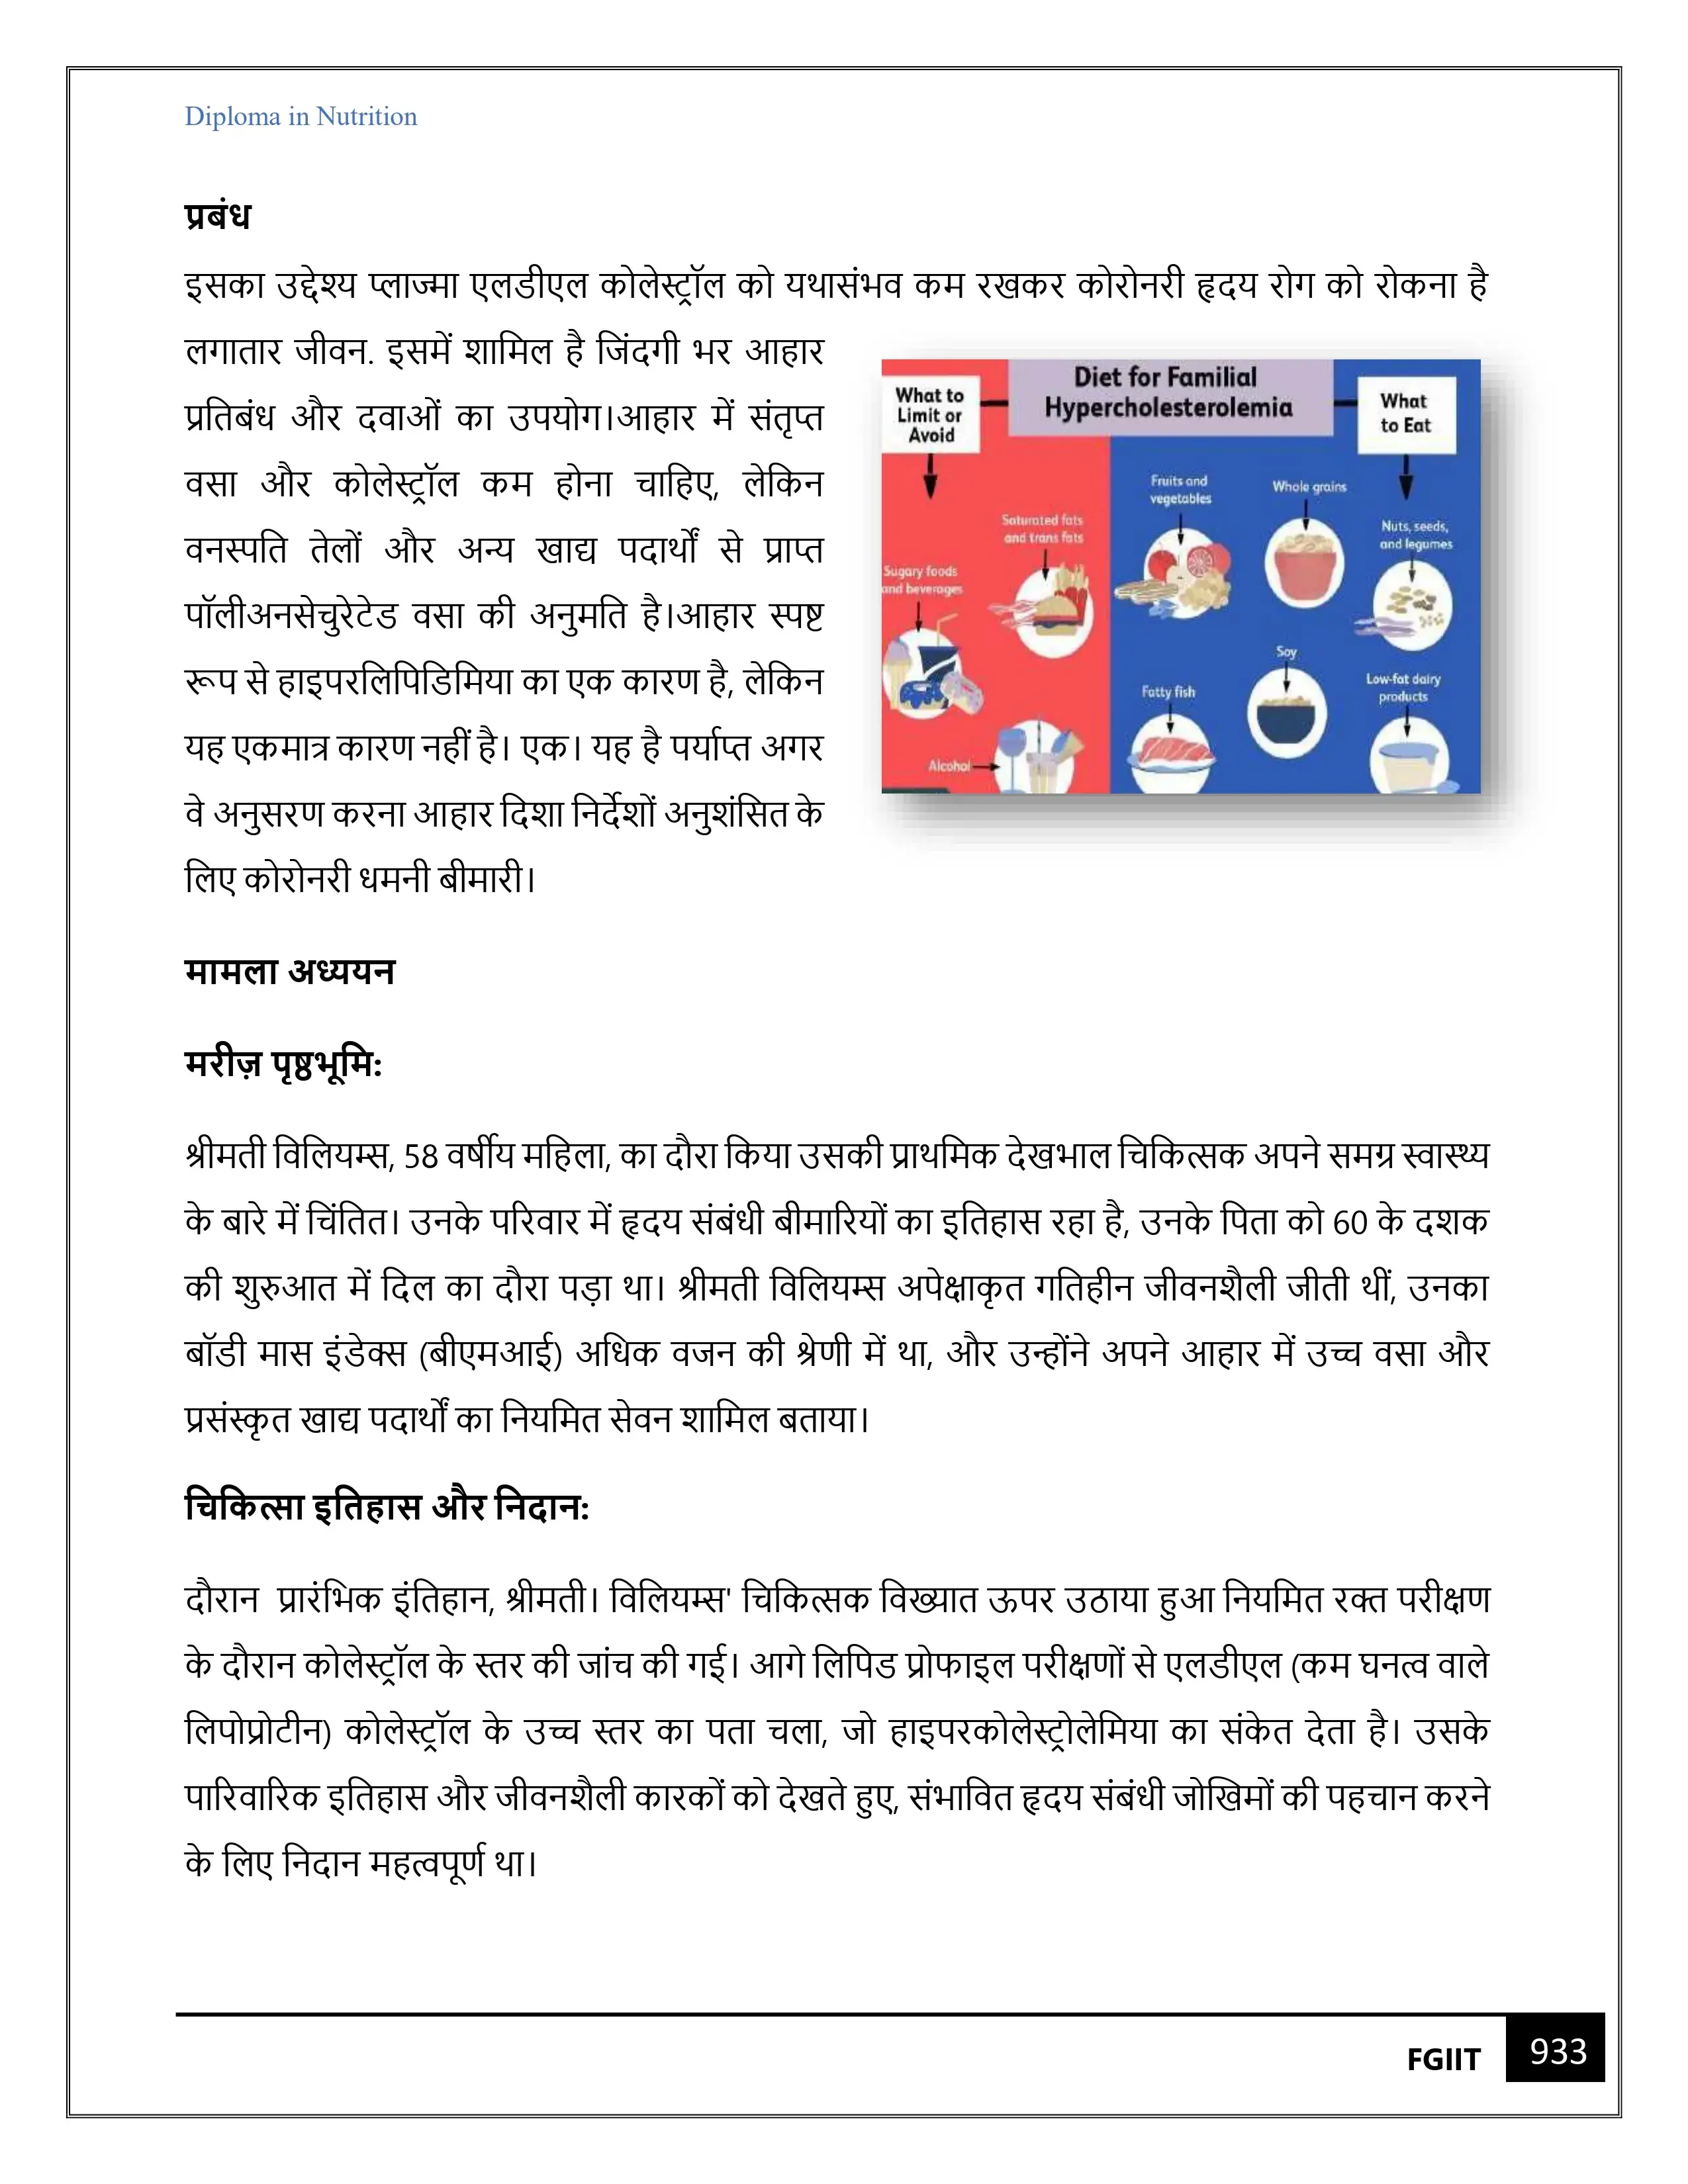 Diploma in Nutrition
प्रबंध
इसका उद्देश्य प्लाज्मा एलडीएल कोलेस्ट्रॉल को यथासंभव कम रखकर कोरोनरी हृदय रोग को रोकना है
लगातार जीवन. इसमें शामिल है जिंदगी भर आहार
प्रतिबंध और दवाओं का उपयोग।आहार में संतृप्त
वसा और कोलेस्ट्रॉल कम होना चाहिए, लेकिन
वनस्पति तेलों और अन्य खाद्य पदार्थों से प्राप्त
पॉलीअनसेचुरेटेड वसा की अनुमति है।आहार स्पष्ट
रूप से हाइपरलिपिडिमिया का एक कारण है, लेकिन
यह एकमात्र कारण नहीं है। एक। यह है पर्याप्त अगर
वे अनुसरण करना आहार दिशा निर्देशों अनुशंसित के
लिए कोरोनरी धमनी बीमारी।
Diet for Familial
Hypercholesterolemia
What to
Limit or
Avoid
What
to Eat
Saturated fats
and trans fats
Sugary foods
and beverages
Alcohol
Fruits and
vegetables
Whole grains
Nuts, seeds,
and legumes
Soy
Fatty fish
Low-fat dairy
products
मामला अध्ययन
मरीज़ पृष्ठभूमि:
श्रीमती विलियम्स, 58 वर्षीय महिला, का दौरा किया उसकी प्राथमिक देखभाल चिकित्सक अपने समग्र स्वास्थ्य
के बारे में चिंतित। उनके परिवार में हृदय संबंधी बीमारियों का इतिहास रहा है, उनके पिता को 60 के दशक
की शुरुआत में दिल का दौरा पड़ा था। श्रीमती विलियम्स अपेक्षाकृत गतिहीन जीवनशैली जीती थीं, उनका
बॉडी मास इंडेक्स (बीएमआई) अधिक वजन की श्रेणी में था, और उन्होंने अपने आहार में उच्च वसा और
प्रसंस्कृत खाद्य पदार्थों का नियमित सेवन शामिल बताया।
चिकित्सा इतिहास और निदान:
दौरान प्रारंभिक इंतिहान, श्रीमती। विलियम्स' चिकित्सक विख्यात ऊपर उठाया हुआ नियमित रक्त परीक्षण
के दौरान कोलेस्ट्रॉल के स्तर की जांच की गई। आगे लिपिड प्रोफाइल परीक्षणों से एलडीएल (कम घनत्व वाले
लिपोप्रोटीन) कोलेस्ट्रॉल के उच्च स्तर का पता चला, जो हाइपरकोलेस्ट्रोलेमिया का संकेत देता है। उसके
पारिवारिक इतिहास और जीवनशैली कारकों को देखते हुए, संभावित हृदय संबंधी जोखिमों की पहचान करने
के लिए निदान महत्वपूर्ण था।
FGIIT
933